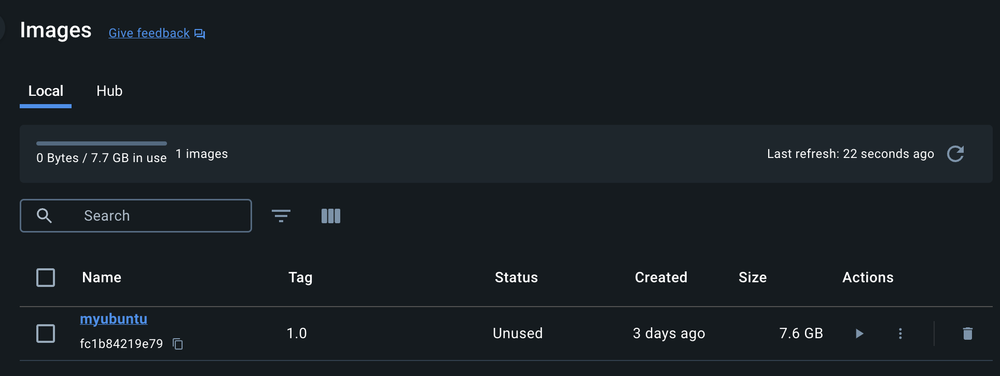 Images Give feedback
Local Hub
0 Bytes / 7.7 GB in use 1 images Last refresh: 22 seconds ago
Search
Name Tag Status Created Size Actions
myubuntu
fc1b84219e79
1.0 Unused 3 days ago 7.6 GB